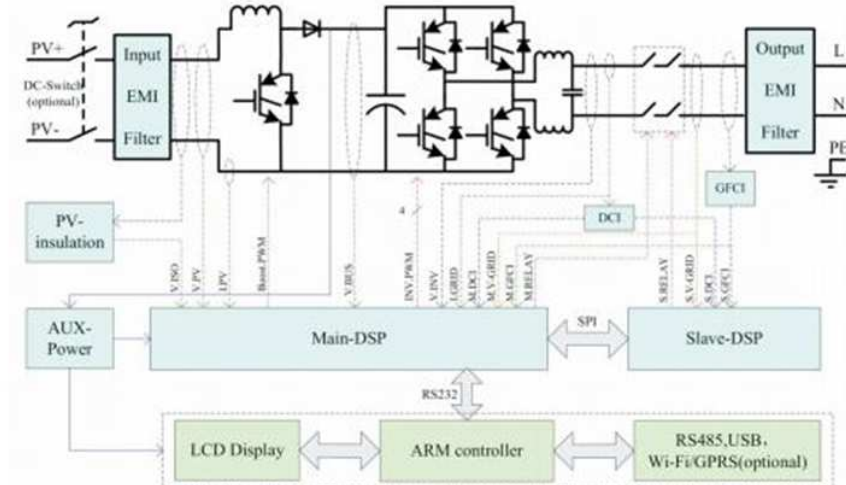 PV+
DC-Switch
(optional)
PV-
Input
EMI
Filter
Output
EMI
Filter
L
N
PE
GFCI
DCI
PV-
insulation
4
V.ISO
V.PV
I.PV
Boost.PWM
V.BUS
INV.PWM
V.INV
I.GRID
M.DCI
M.V-GRID
M.GFCI
M.RELAY
S.RELAY
S.V-GRID
S.DCI
S.GFCI
AUX-
Power
Main-DSP
SPI
Slave-DSP
RS232
LCD Display
ARM controller
RS485,USB,
Wi-Fi/GPRS(optional)